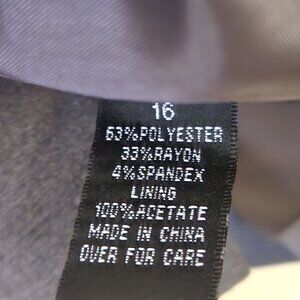 16
63%POLYESTER
33%RAYON
4%SPANDEX
LINING
100%ACETATE
MADE IN CHINA
OVER FOR CARE